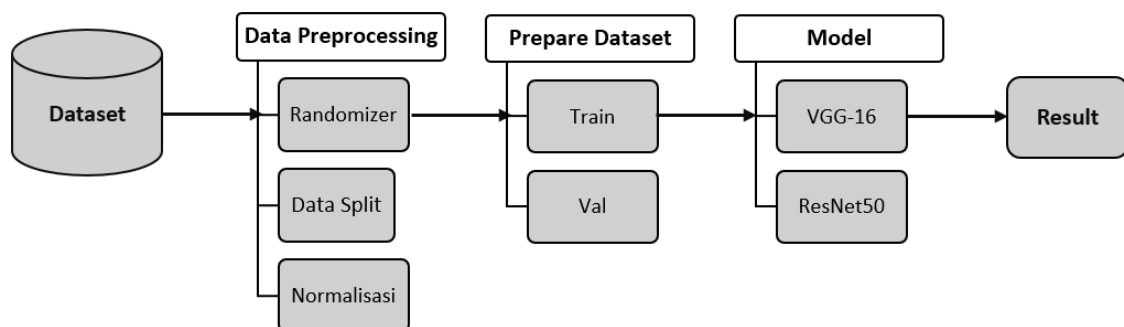 Dataset
Data Preprocessing
Randomizer
Data Split
Normalisasi
Prepare Dataset
Train
Val
Model
VGG-16
ResNet50
Result